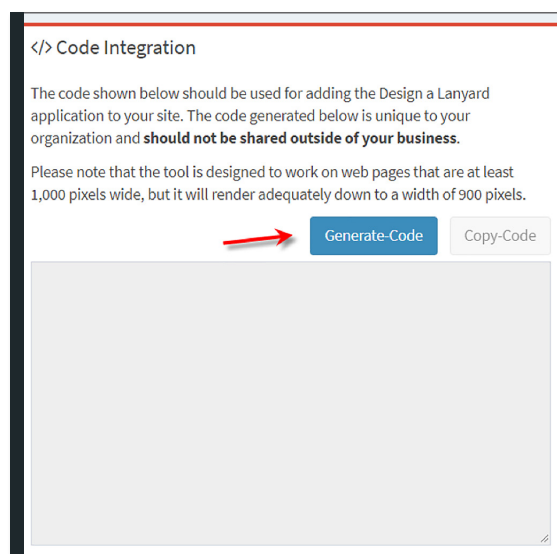 </> Code Integration
The code shown below should be used for adding the Design a Lanyard
application to your site. The code generated below is unique to your
organization and should not be shared outside of your business.
Please note that the tool is designed to work on web pages that are at least
1,000 pixels wide, but it will render adequately down to a width of 900 pixels.
Generate-Code Copy-Code